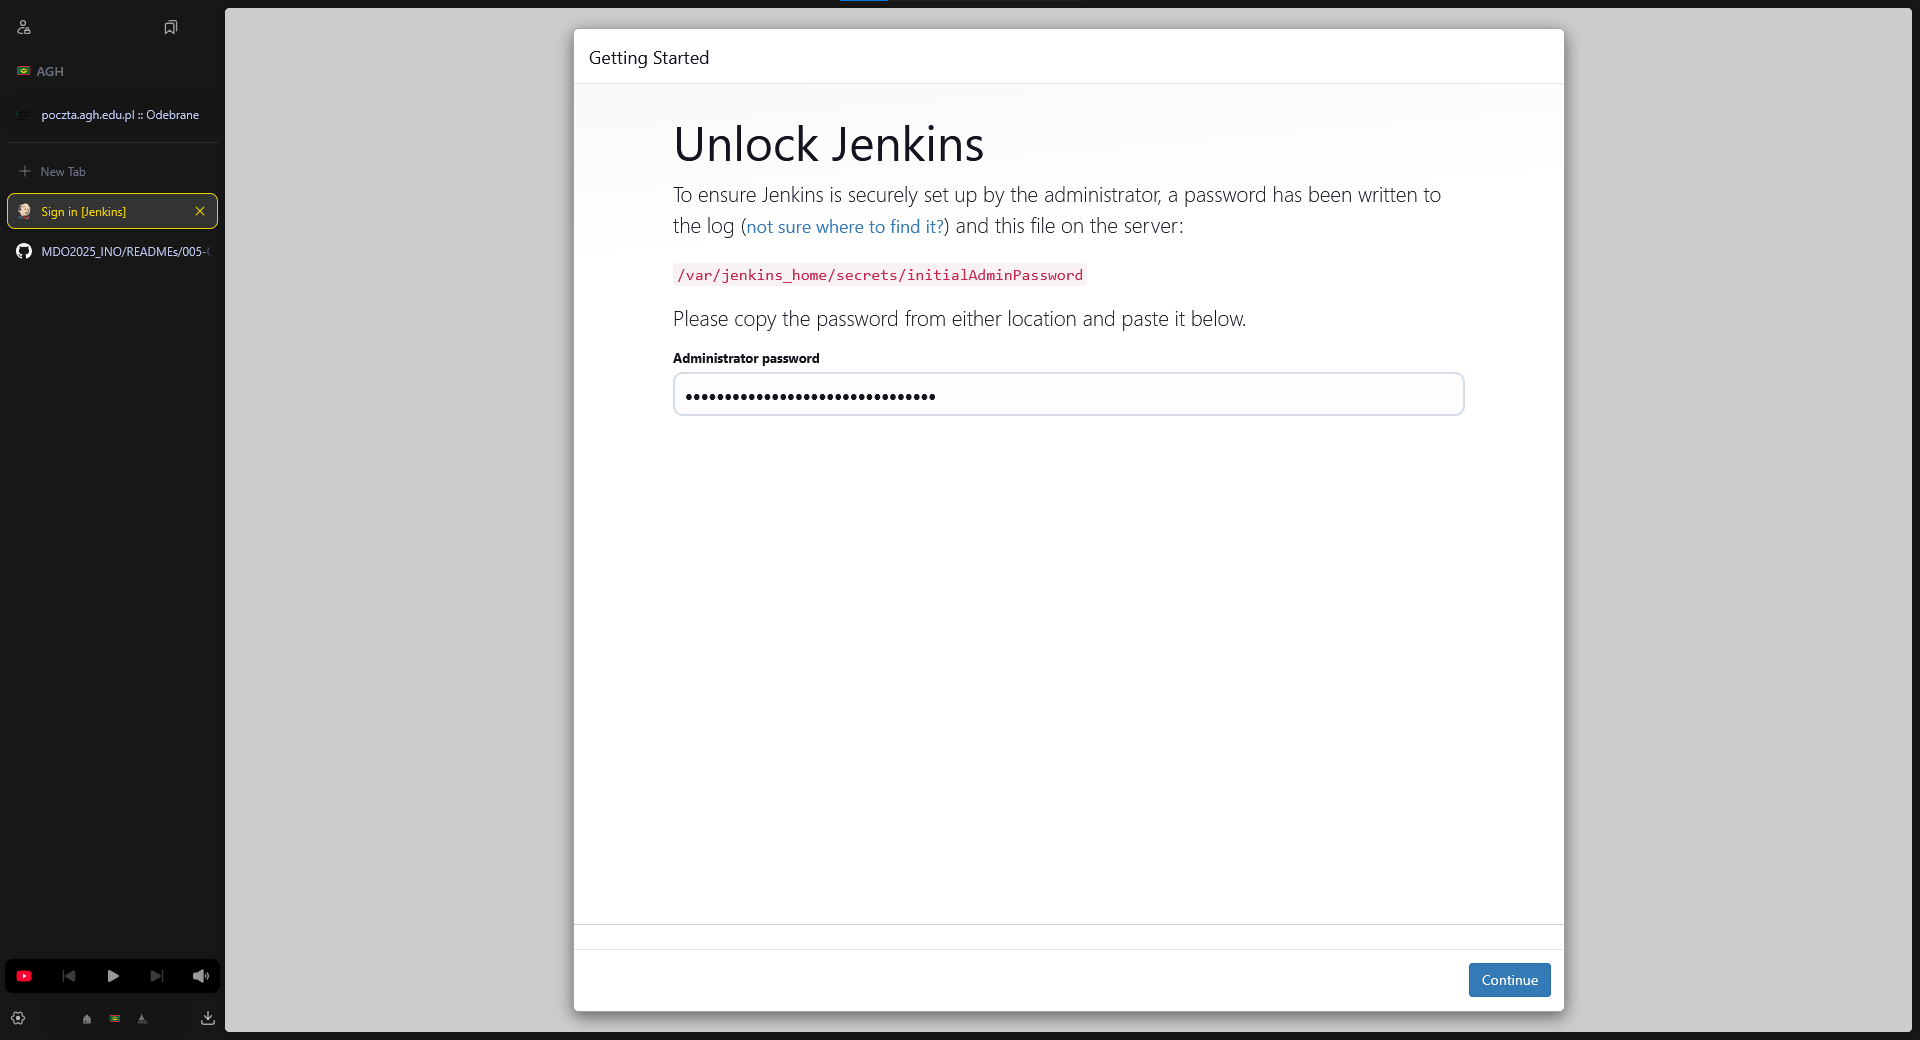 AGH
poczta.agh.edu.pl :: Odebrane
New Tab
Sign in [Jenkins]
MDO2025_INO/READMEs/005-
Getting Started
Unlock Jenkins
To ensure Jenkins is securely set up by the administrator, a password has been written to
the log (not sure where to find it?) and this file on the server:
/var/jenkins_home/secrets/initialAdminPassword
Please copy the password from either location and paste it below.
Administrator password
••••••••••••••••••••••••••••••••
Continue